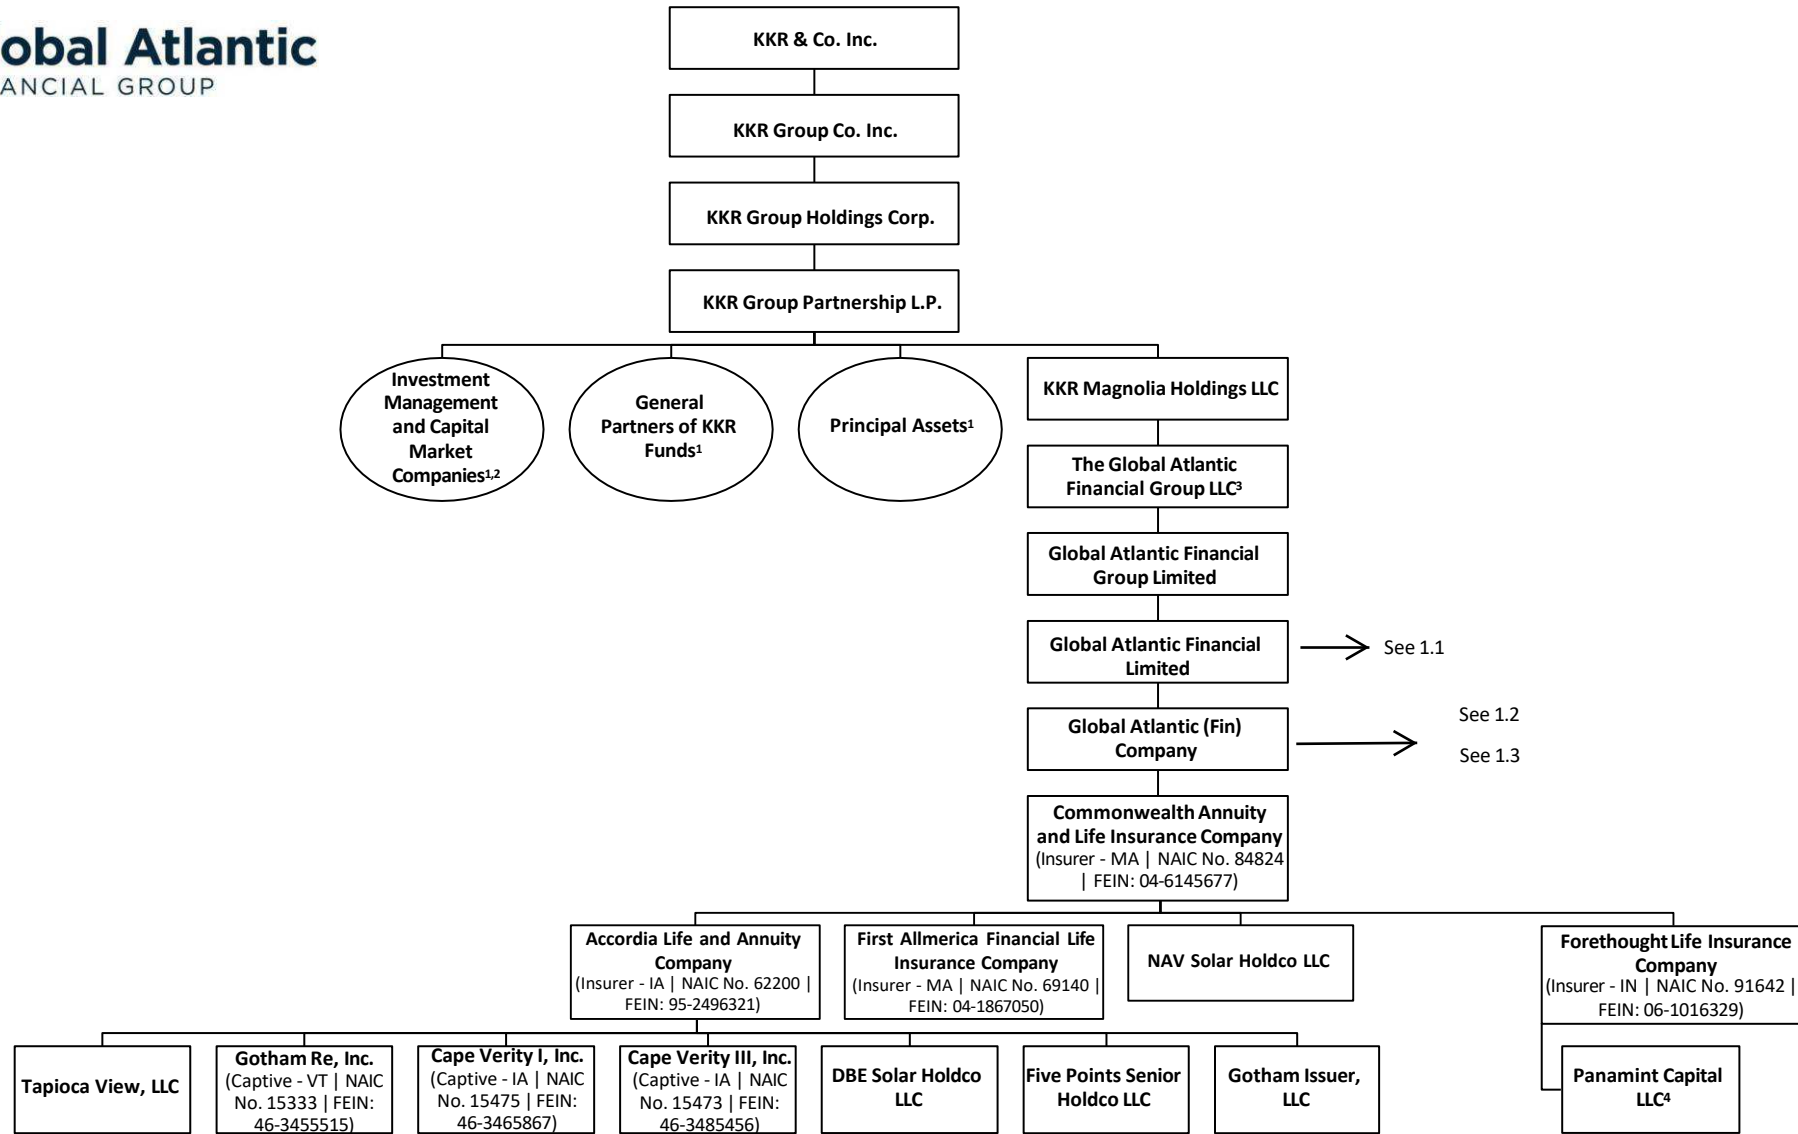 obal Atlantic
ANCIAL GROUP
KKR & Co. Inc.
KKR Group Co. Inc.
KKR Group Holdings Corp.
KKR Group Partnership L.P.
Investment
Management
and Capital
Market
Companies1,2
General
Partners of KKR
Funds1
Principal Assets1
KKR Magnolia Holdings LLC
The Global Atlantic
Financial Group LLC3
Global Atlantic Financial
Group Limited
Global Atlantic Financial
Limited
See 1.1
Global Atlantic (Fin)
Company
See 1.2
See 1.3
Commonwealth Annuity
and Life Insurance Company
(Insurer - MA | NAIC No. 84824
| FEIN: 04-6145677)
Accordia Life and Annuity
Company
(Insurer - IA | NAIC No. 62200 |
FEIN: 95-2496321)
First Allmerica Financial Life
Insurance Company
(Insurer - MA | NAIC No. 69140 |
FEIN: 04-1867050)
NAV Solar Holdco LLC
Forethought Life Insurance
Company
(Insurer - IN | NAIC No. 91642 |
FEIN: 06-1016329)
Tapioca View, LLC
Gotham Re, Inc.
(Captive - VT | NAIC
No. 15333 | FEIN:
46-3455515)
Cape Verity I, Inc.
(Captive - IA | NAIC
No. 15475 | FEIN:
46-3465867)
Cape Verity III, Inc.
(Captive - IA | NAIC
No. 15473 | FEIN:
46-3485456)
DBE Solar Holdco
LLC
Five Points Senior
Holdco LLC
Gotham Issuer,
LLC
Panamint Capital
LLC4